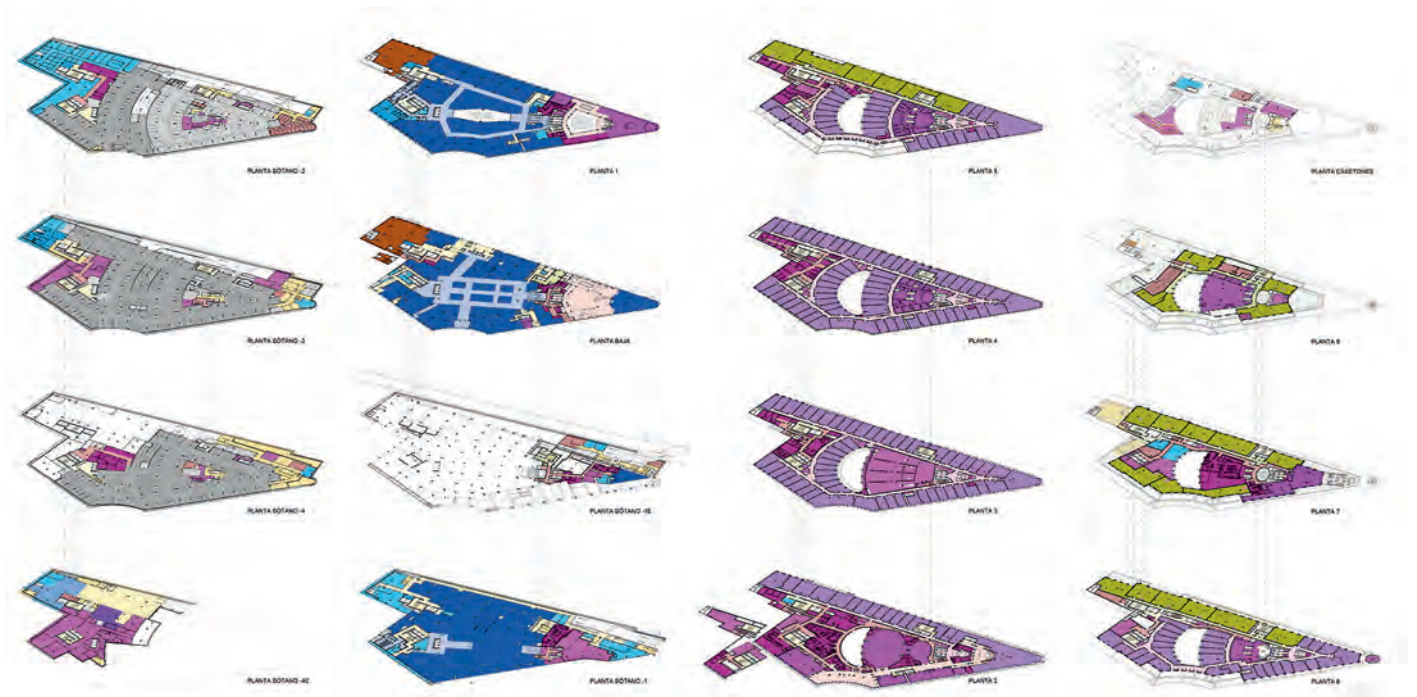 PLANTA SÓTANO -2
PLANTA 1
PLANTA 5
PLANTA CASETONES
PLANTA SÓTANO -3
PLANTA BAJA
PLANTA 4
PLANTA 8
PLANTA SÓTANO -4
PLANTA SÓTANO -1E
PLANTA 3
PLANTA 7
PLANTA SÓTANO -4E
PLANTA SÓTANO -1
PLANTA 2
PLANTA 6